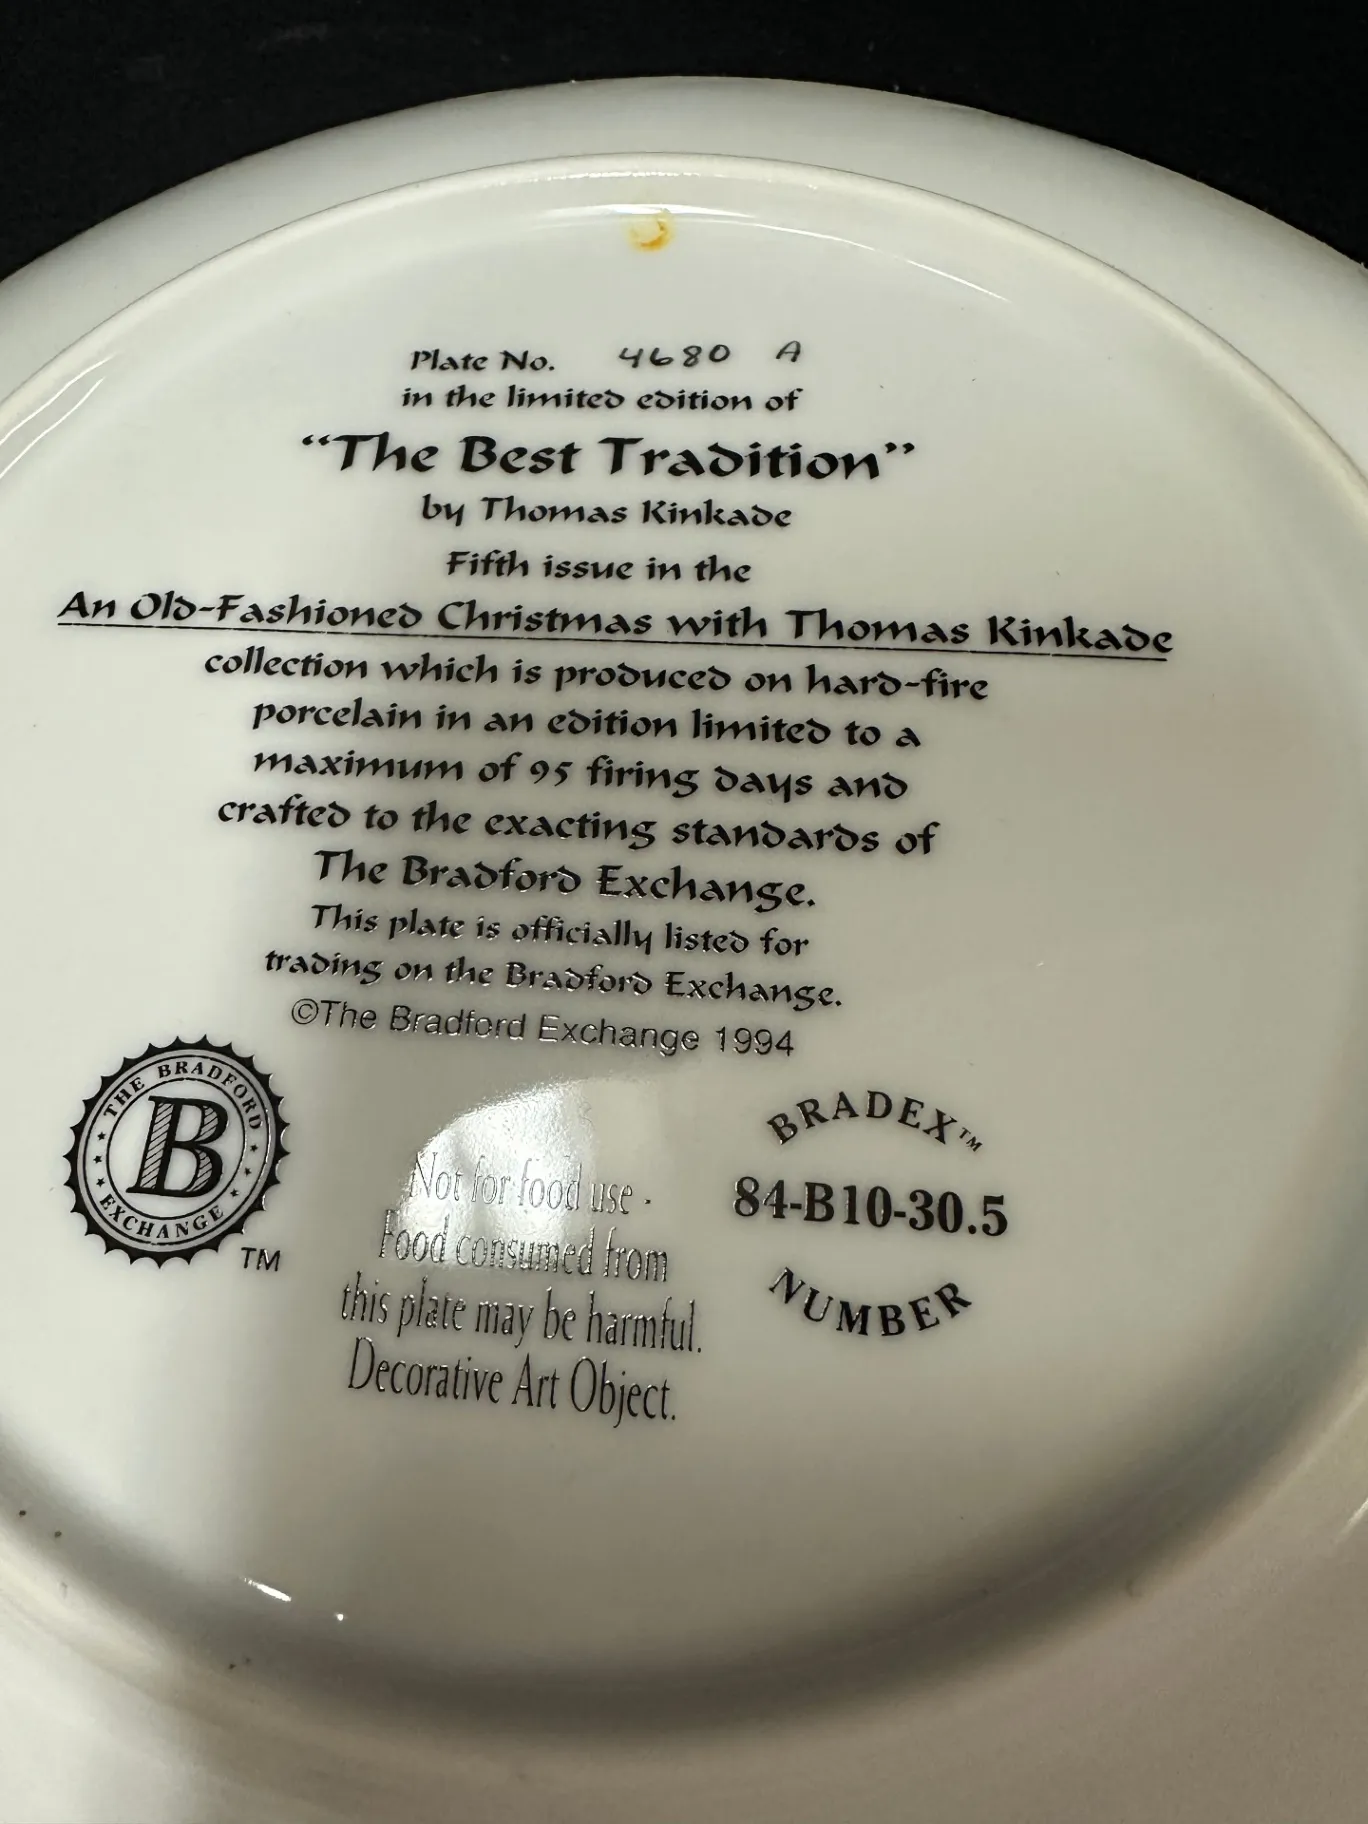 Plate No. 4680 A
in the limited edition of
“The Best Tradition”
by Thomas Kinkade
Fifth issue in the
An Old-Fashioned Christmas with Thomas Kinkade
collection which is produced on hard-fire
porcelain in an edition limited to a
maximum of 95 firing days and
crafted to the exacting standards of
The Bradford Exchange.
This plate is officially listed for
trading on the Bradford Exchange.
©The Bradford Exchange 1994
THE BRADFORD
B
EXCHANGE
TM
Not for food use -
Food consumed from
this plate may be harmful.
Decorative Art Object.
BRADEX™
84-B10-30.5
NUMBER